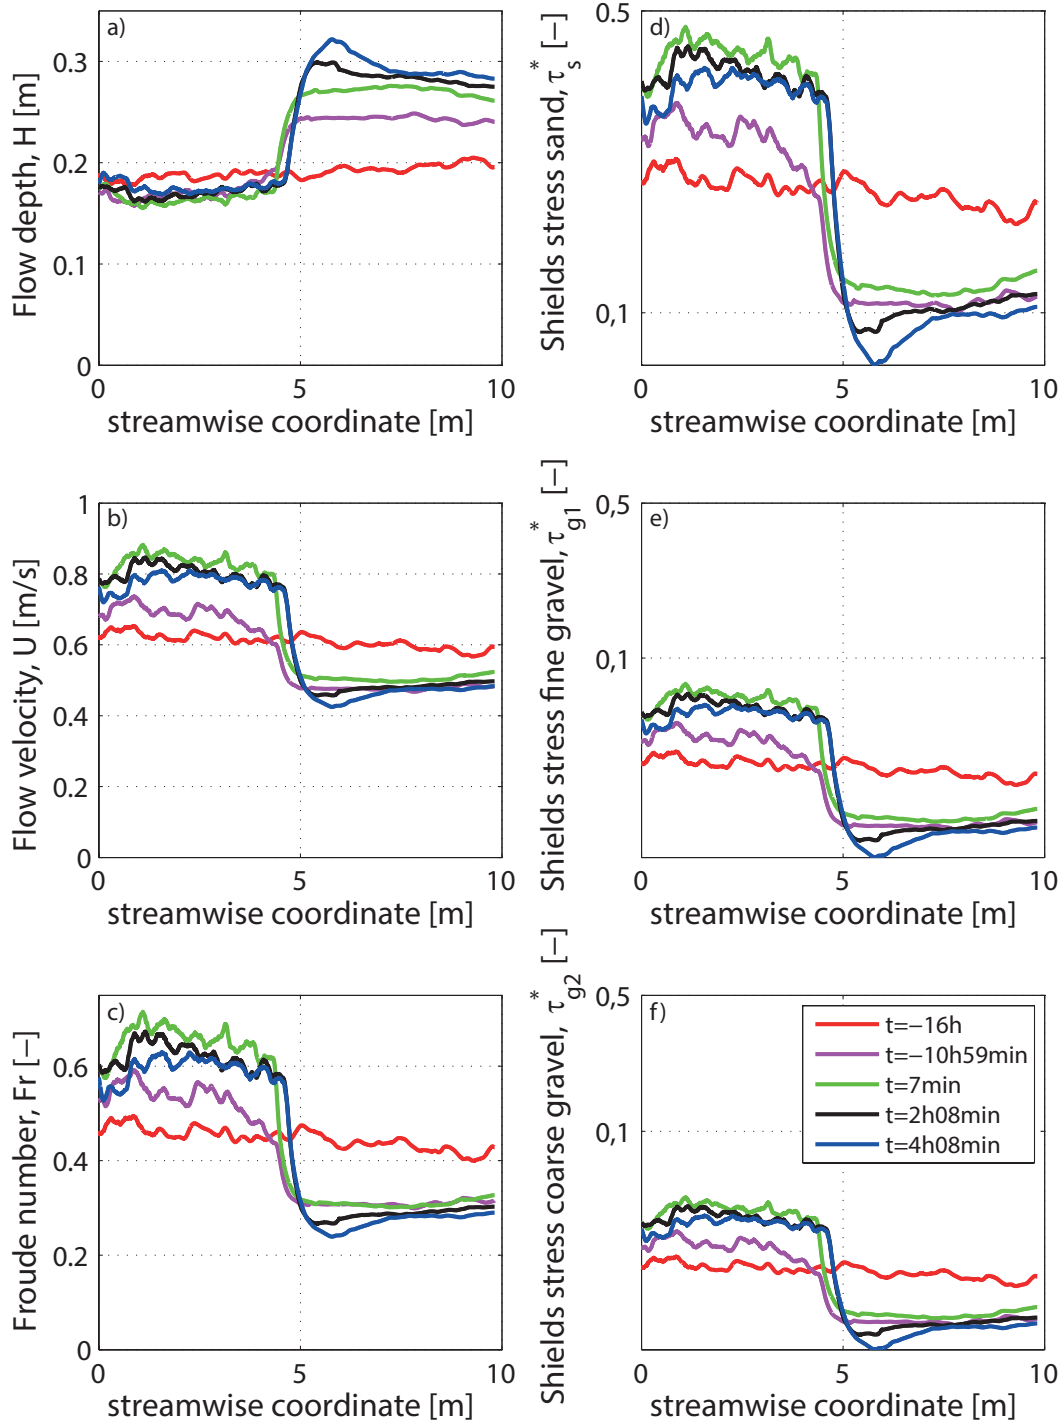 a)
Flow depth, H [m]
0.3
0.2
0.1
0
0 5 10
streamwise coordinate [m]
d)
Shields stress sand, τ*s [−]
0.5
0,1
0 5 10
streamwise coordinate [m]
b)
Flow velocity, U [m/s]
1
0.8
0.6
0.4
0.2
0
0 5 10
streamwise coordinate [m]
e)
Shields stress fine gravel, τ*g1 [−]
0,5
0,1
0 5 10
streamwise coordinate [m]
c)
Froude number, Fr [−]
0.6
0.4
0.2
0
0 5 10
streamwise coordinate [m]
f)
Shields stress coarse gravel, τ*g2 [−]
0,5
0,1
0 5 10
streamwise coordinate [m]
t=−16h
t=−10h59min
t=7min
t=2h08min
t=4h08min